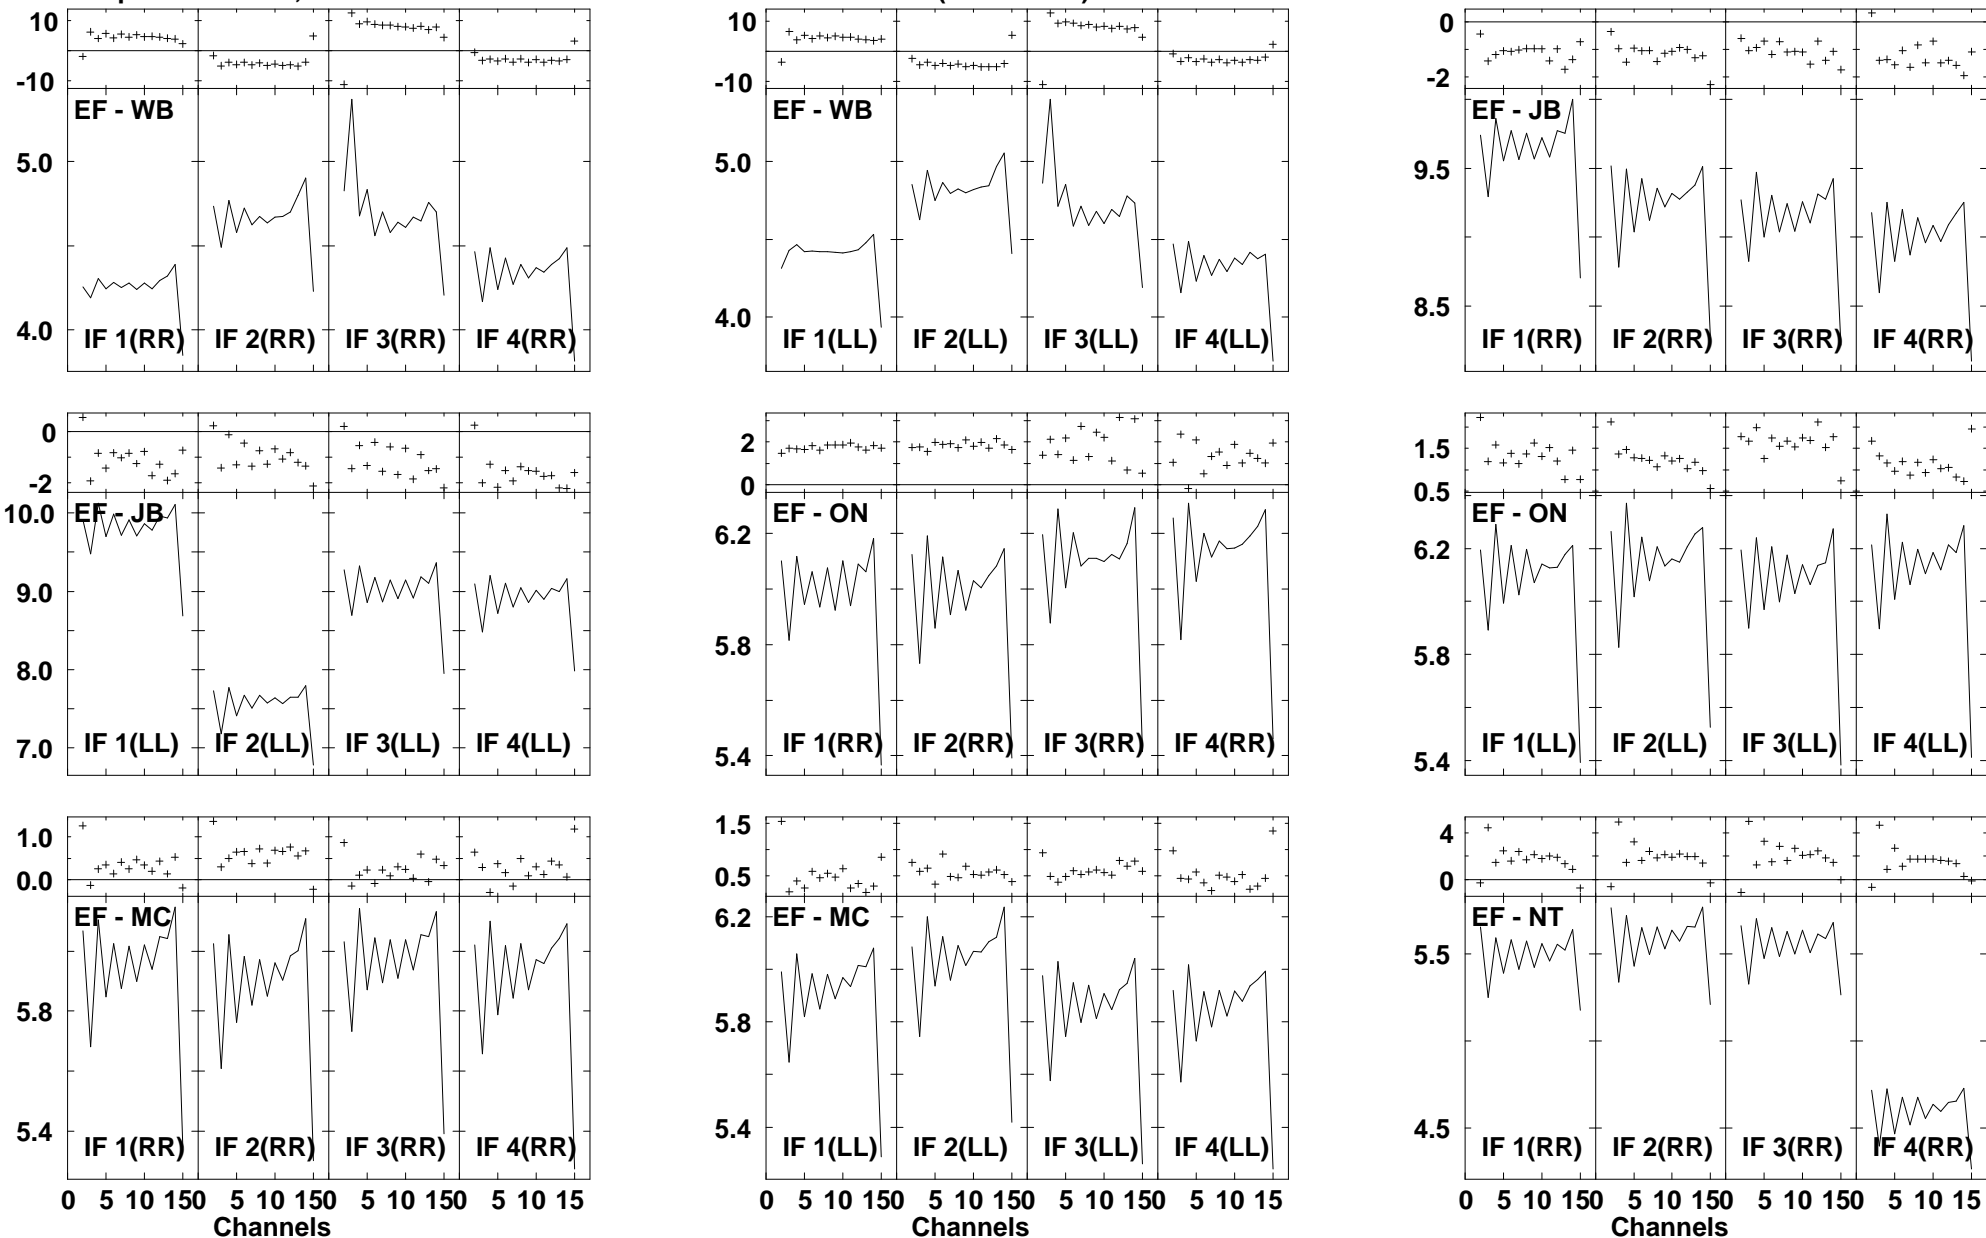 10
-10
EF - WB
5.0
4.0
IF 1(RR) IF 2(RR) IF 3(RR) IF 4(RR)
10
-10
EF - WB
5.0
4.0
IF 1(LL) IF 2(LL) IF 3(LL) IF 4(LL)
0
-2
EF - JB
9.5
8.5
IF 1(RR) IF 2(RR) IF 3(RR) IF 4(RR)
0
-2
10.0
EF - JB
9.0
8.0
7.0
IF 1(LL) IF 2(LL) IF 3(LL) IF 4(LL)
2
0
EF - ON
6.2
5.8
5.4
IF 1(RR) IF 2(RR) IF 3(RR) IF 4(RR)
1.5
0.5
EF - ON
6.2
5.8
5.4
IF 1(LL) IF 2(LL) IF 3(LL) IF 4(LL)
1.0
0.0
EF - MC
5.8
5.4
IF 1(RR) IF 2(RR) IF 3(RR) IF 4(RR)
0 5 10 150 5 10 150 5 10 150 5 10 15
Channels
1.5
0.5
EF - MC
6.2
5.8
5.4
IF 1(LL) IF 2(LL) IF 3(LL) IF 4(LL)
0 5 10 150 5 10 150 5 10 150 5 10 15
Channels
4
0
EF - NT
5.5
4.5
IF 1(RR) IF 2(RR) IF 3(RR) IF 4(RR)
0 5 10 150 5 10 150 5 10 150 5 10 15
Channels